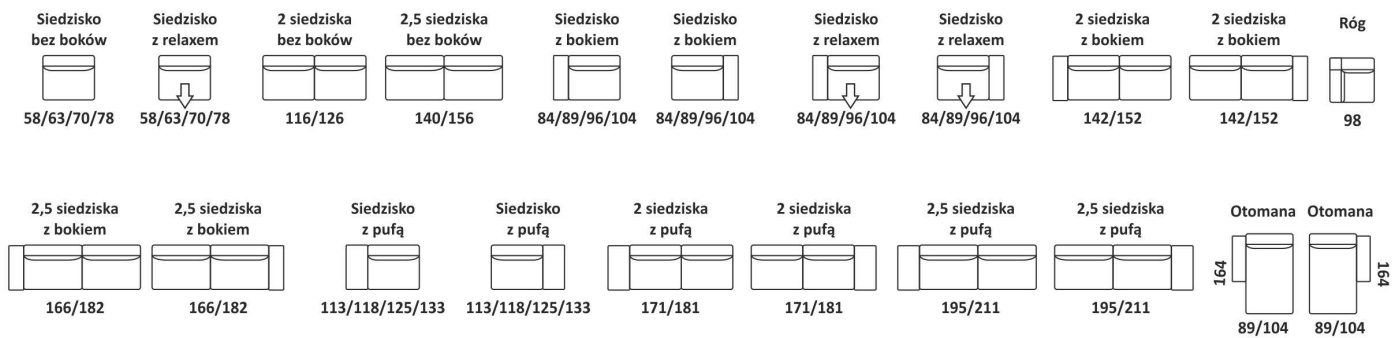 Siedzisko
bez boków
58/63/70/78
Siedzisko
z relaxem
58/63/70/78
2 siedziska
bez boków
116/126
2,5 siedziska
bez boków
140/156
Siedzisko
z bokiem
84/89/96/104
Siedzisko
z bokiem
84/89/96/104
Siedzisko
z relaxem
84/89/96/104
Siedzisko
z relaxem
84/89/96/104
2 siedziska
z bokiem
142/152
2 siedziska
z bokiem
142/152
Róg
98
2,5 siedziska
z bokiem
166/182
2,5 siedziska
z bokiem
166/182
Siedzisko
z pufą
113/118/125/133
Siedzisko
z pufą
113/118/125/133
2 siedziska
z pufą
171/181
2 siedziska
z pufą
171/181
2,5 siedziska
z pufą
195/211
2,5 siedziska
z pufą
195/211
Otomana
164
89/104
Otomana
164
89/104